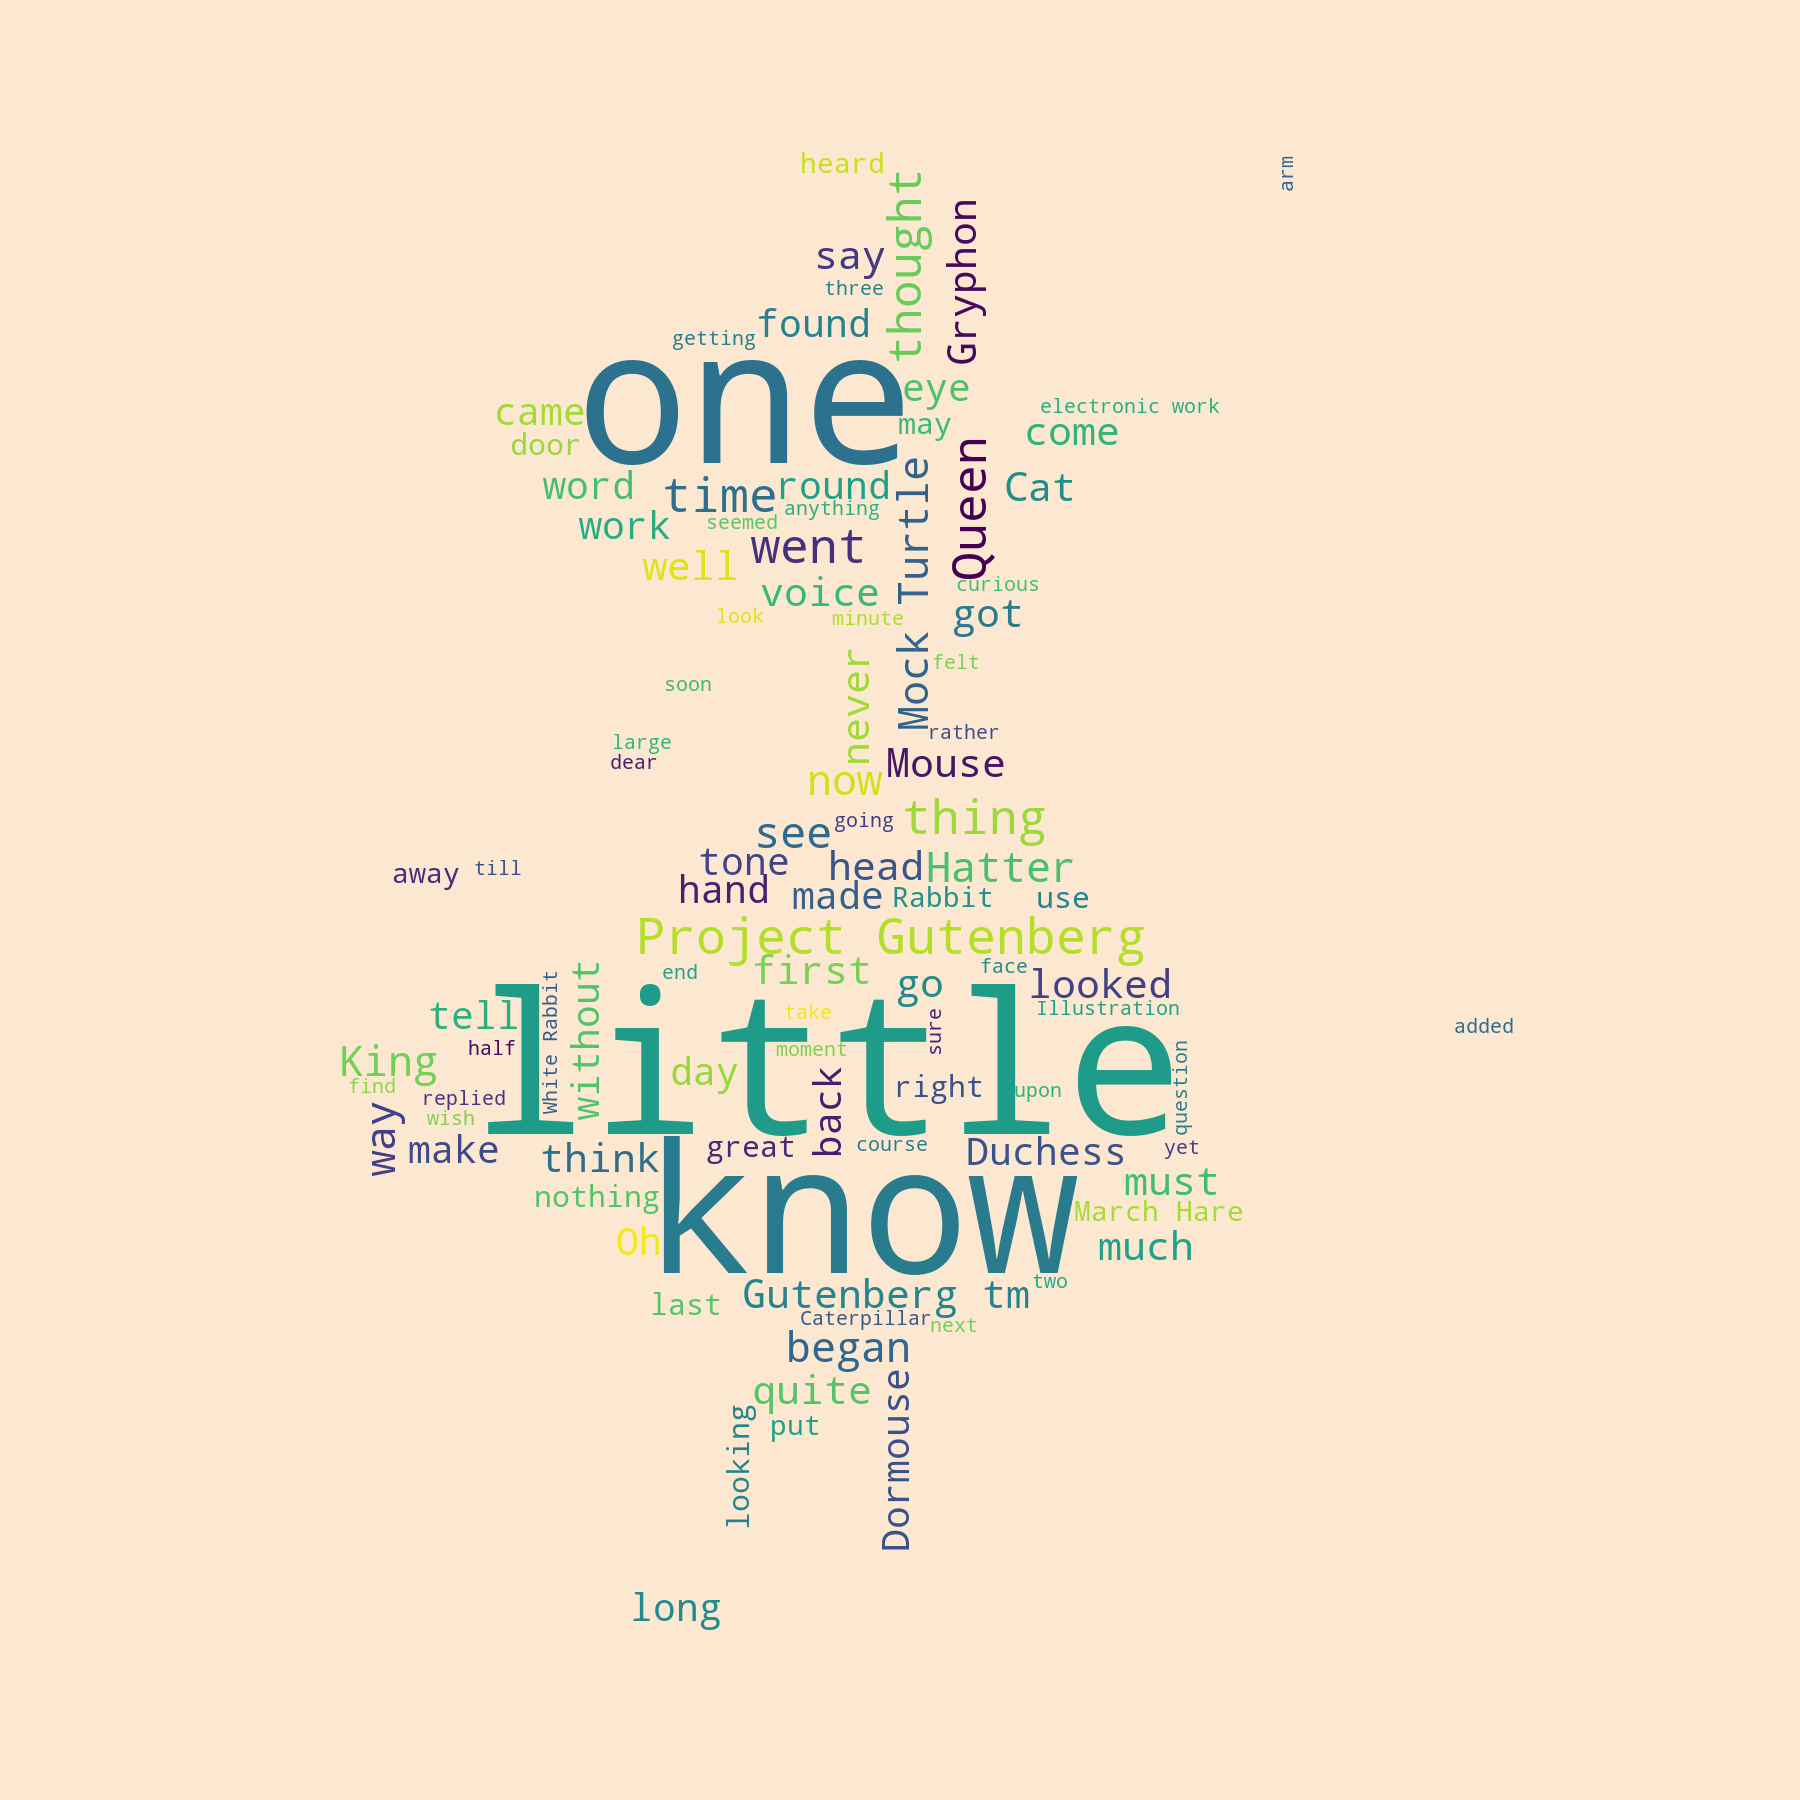 heard
arm
thought
Gryphon
say
three
found
getting
one
eye
came
may
electronic work
come
door
Queen
Mock Turtle
word
time
round
Cat
anything
work
seemed
went
well
voice
curious
look
minute
got
never
felt
soon
rather
large
dear
Mouse
now
thing
see
going
tone
head
Hatter
away
till
hand
made
Rabbit
use
Project Gutenberg
first
end
face
go
looked
little
without
White Rabbit
tell
take
sure
Illustration
added
half
moment
King
day
question
find
back
right
upon
replied
wish
way
make
think
great
course
Duchess
yet
know
nothing
must
March Hare
Oh
much
Gutenberg tm
two
last
Caterpillar
next
began
Dormouse
quite
looking
put
long